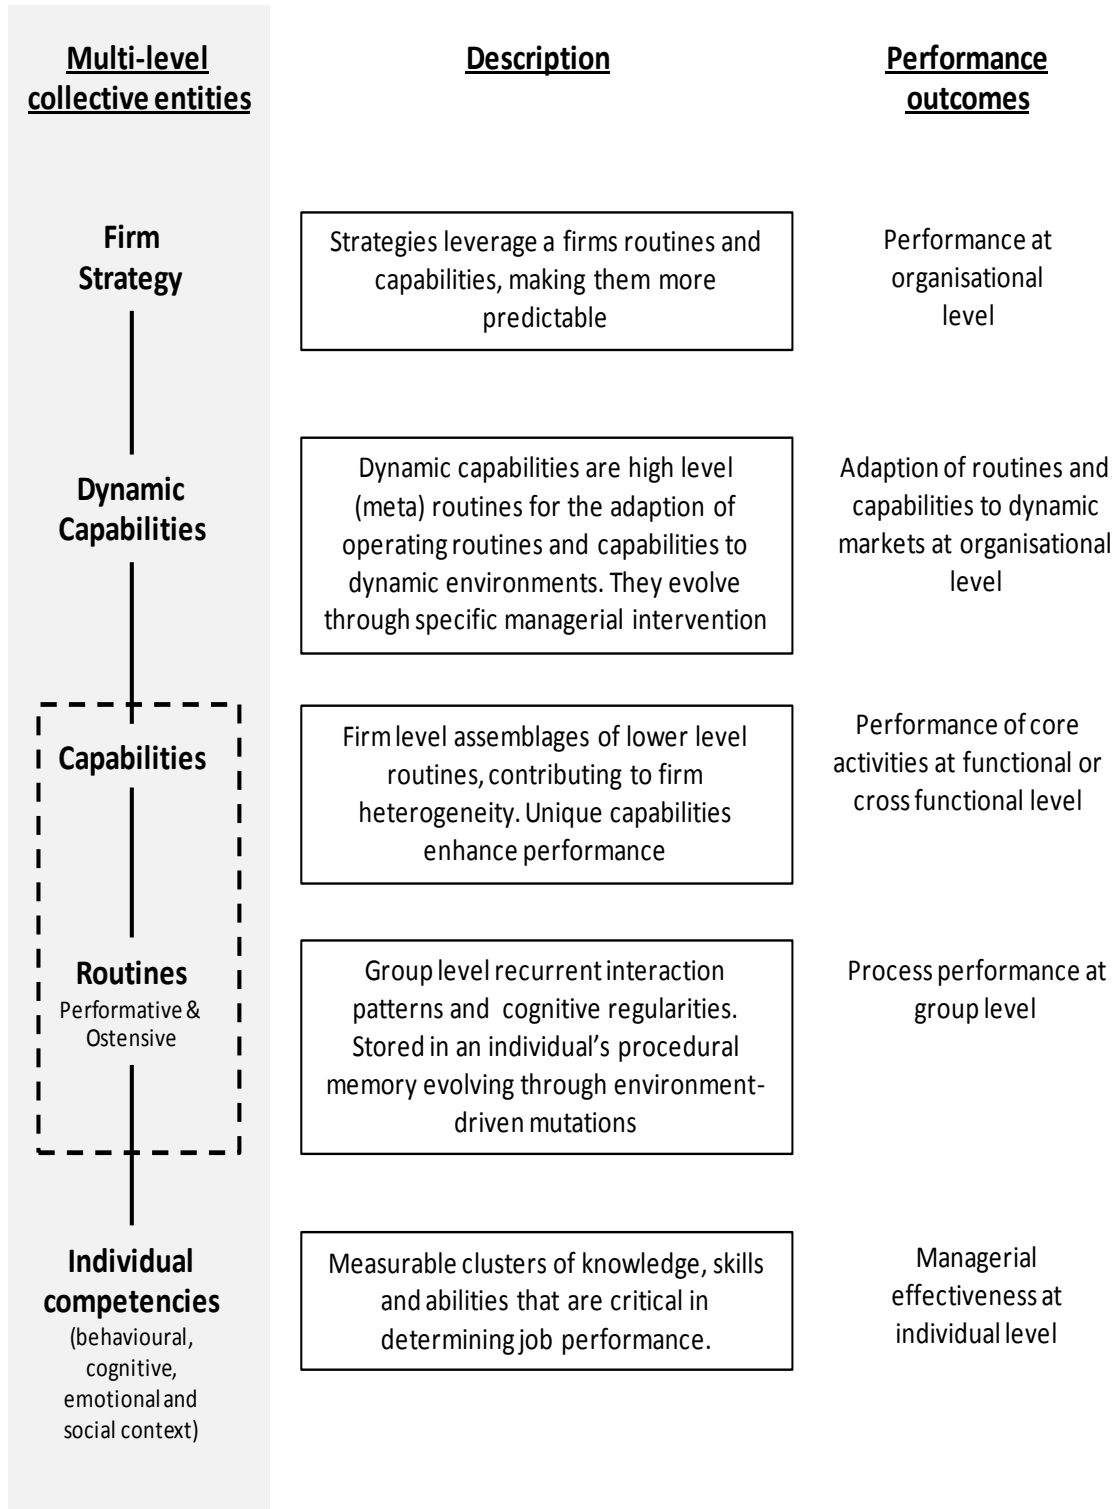 Multi-level
collective entities
Description
Performance
outcomes
Firm
Strategy
Strategies leverage a firms routines and
capabilities, making them more
predictable
Performance at
organisational
level
Dynamic
Capabilities
Dynamic capabilities are high level
(meta) routines for the adaption of
operating routines and capabilities to
dynamic environments. They evolve
through specific managerial intervention
Adaption of routines and
capabilities to dynamic
markets at organisational
level
Capabilities
Firm level assemblages of lower level
routines, contributing to firm
heterogeneity. Unique capabilities
enhance performance
Performance of core
activities at functional or
cross functional level
Routines
Performative &
Ostensive
Group level recurrent interaction
patterns and cognitive regularities.
Stored in an individual's procedural
memory evolving through environment-
driven mutations
Process performance at
group level
Individual
competencies
(behavioural,
cognitive,
emotional and
social context)
Measurable clusters of knowledge, skills
and abilities that are critical in
determining job performance.
Managerial
effectiveness at
individual level